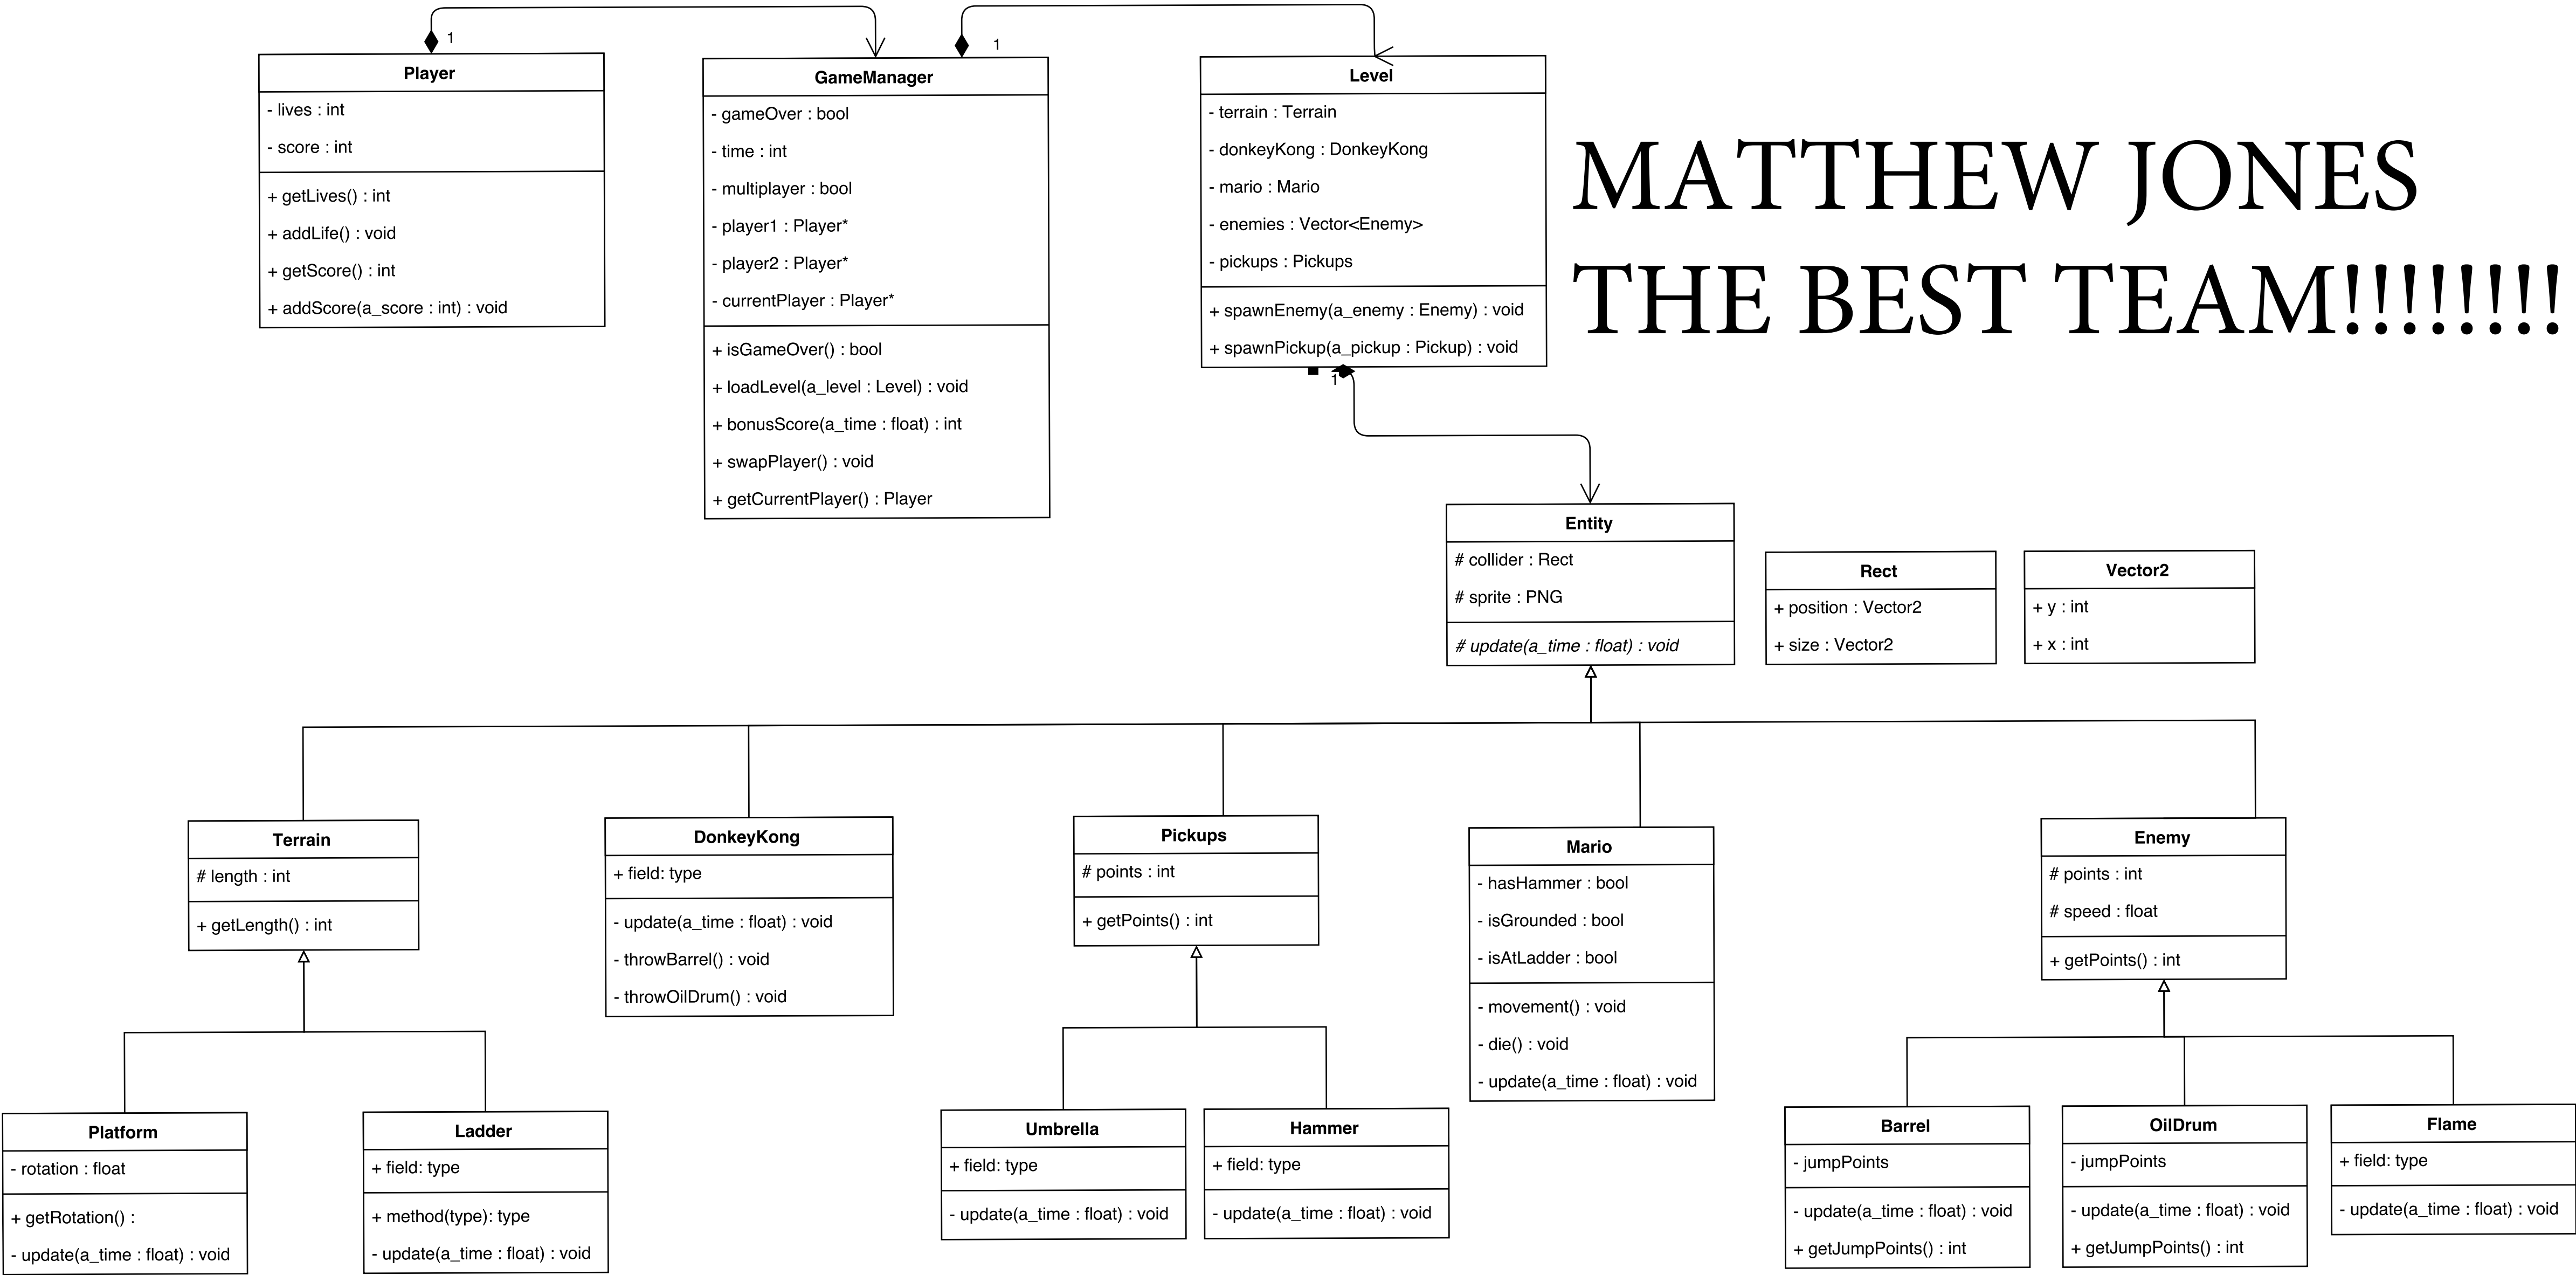 1
Player
- lives : int
- score : int
+ getLives() : int
+ addLife() : void
+ getScore() : int
+ addScore(a_score : int) : void
1
GameManager
- gameOver : bool
- time : int
- multiplayer : bool
- player1 : Player*
- player2 : Player*
- currentPlayer : Player*
+ isGameOver() : bool
+ loadLevel(a_level : Level) : void
+ bonusScore(a_time : float) : int
+ swapPlayer() : void
+ getCurrentPlayer() : Player
Level
- terrain : Terrain
- donkeyKong : DonkeyKong
- mario : Mario
- enemies : Vector<Enemy>
- pickups : Pickups
+ spawnEnemy(a_enemy : Enemy) : void
+ spawnPickup(a_pickup : Pickup) : void
1
MATTHEW JONES
THE BEST TEAM!!!!!!!!
Entity
# collider : Rect
# sprite : PNG
# update(a_time : float) : void
Rect
+ position : Vector2
+ size : Vector2
Vector2
+ y : int
+ x : int
Terrain
# length : int
+ getLength() : int
DonkeyKong
+ field: type
- update(a_time : float) : void
- throwBarrel() : void
- throwOilDrum() : void
Pickups
# points : int
+ getPoints() : int
Mario
- hasHammer : bool
- isGrounded : bool
- isAtLadder : bool
- movement() : void
- die() : void
- update(a_time : float) : void
Enemy
# points : int
# speed : float
+ getPoints() : int
Platform
- rotation : float
+ getRotation() :
- update(a_time : float) : void
Ladder
+ field: type
+ method(type): type
- update(a_time : float) : void
Umbrella
+ field: type
- update(a_time : float) : void
Hammer
+ field: type
- update(a_time : float) : void
Barrel
- jumpPoints
- update(a_time : float) : void
+ getJumpPoints() : int
OilDrum
- jumpPoints
- update(a_time : float) : void
+ getJumpPoints() : int
Flame
+ field: type
- update(a_time : float) : void